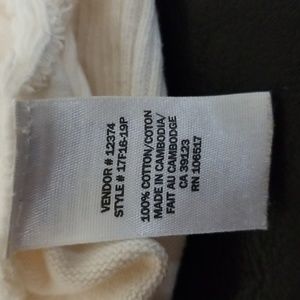 VENDOR # 12374
STYLE # 17F16-19P
100% COTTON/COTON
MADE IN CAMBODIA/
FAIT AU CAMBODGE
CA 39123
RN 106517